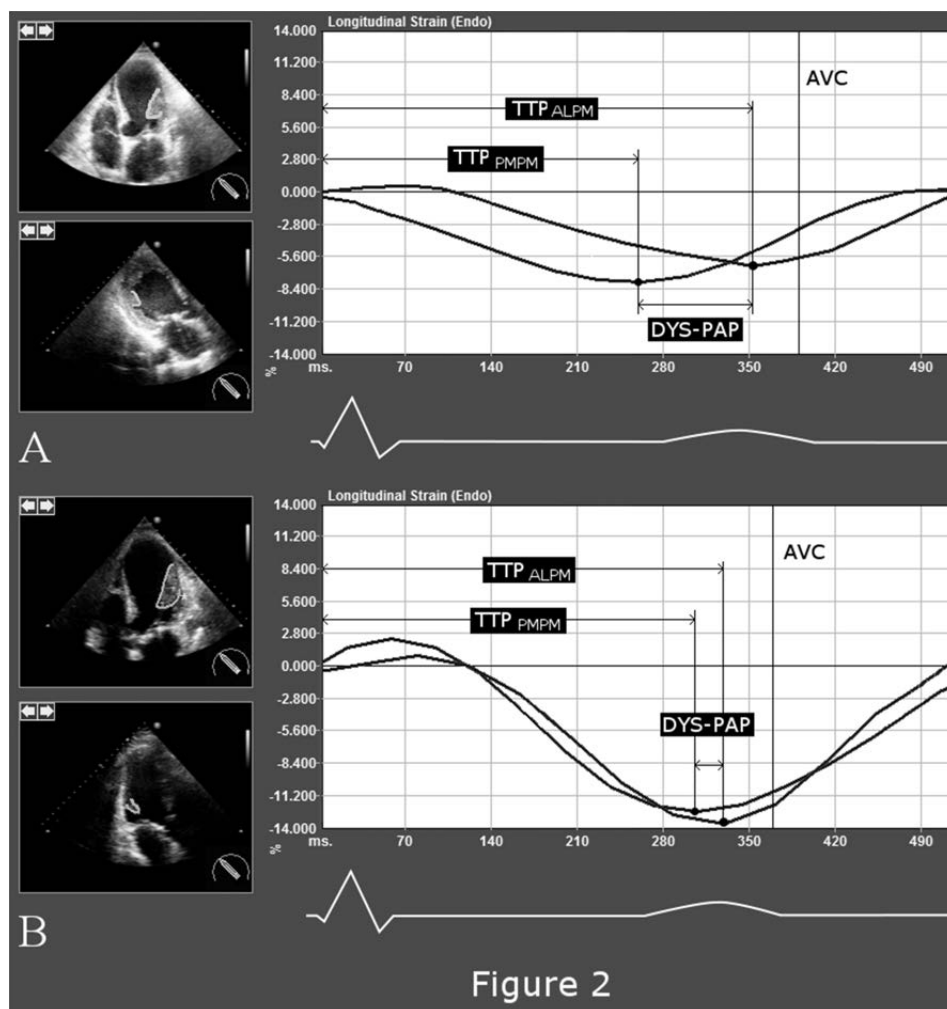 Longitudinal Strain (Endo)
14.000
11.200
8.400
5.600
2.800
0.000
-2.800
-5.600
-8.400
-11.200
-14.000
%
ms.
70
140
210
280
350
420
490
AVC
TTP ALPM
TTP PMPM
DYS-PAP
A
Longitudinal Strain (Endo)
14.000
11.200
8.400
5.600
2.800
0.000
-2.800
-5.600
-8.400
-11.200
-14.000
%
ms.
70
140
210
280
350
420
490
AVC
TTP ALPM
TTP PMPM
DYS-PAP
B
Figure 2